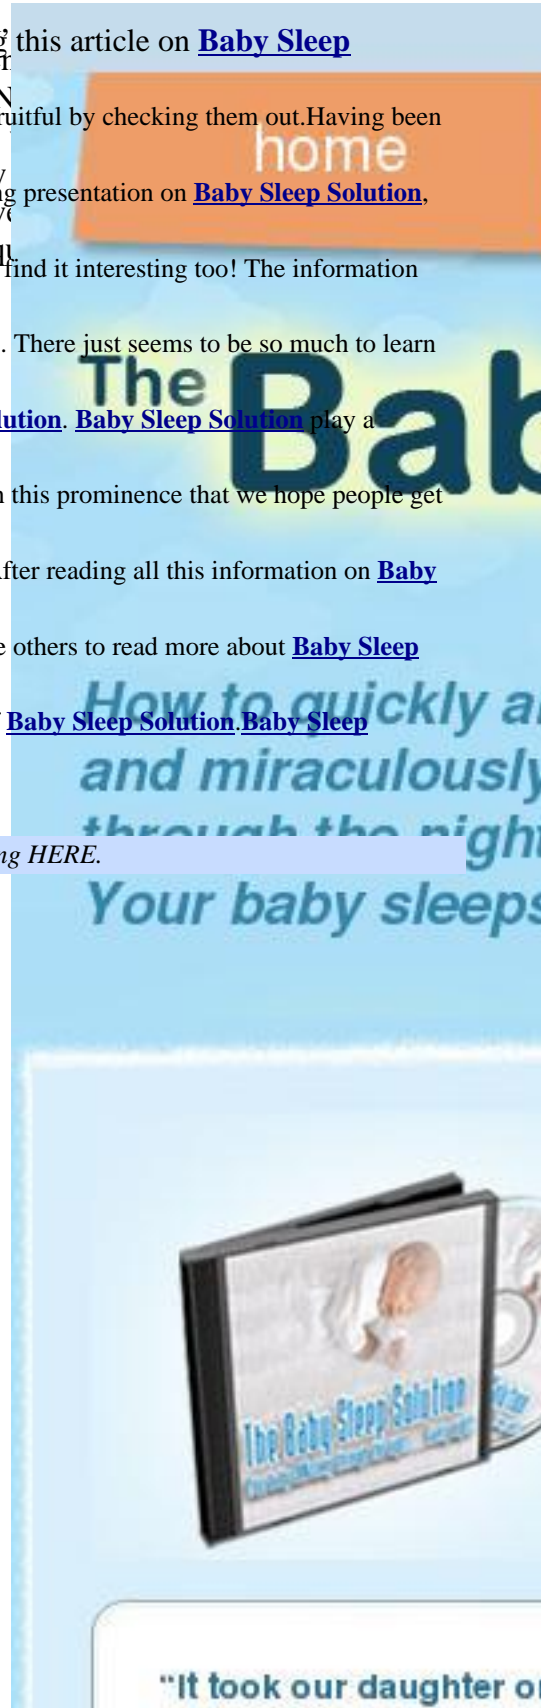 this article on Baby Sleep
ruitful by checking them out.Having been
home
presentation on Baby Sleep Solution,
find it interesting too! The information
. There just seems to be so much to learn
The Bab
lution. Baby Sleep Solution play a
this prominence that we hope people get
fter reading all this information on Baby
others to read more about Baby Sleep
How to quickly a
Baby Sleep Solution.Baby Sleep
and miraculously
through the night
ng HERE.
Your baby sleeps
The Baby Sleep Solution
"It took our daughter o